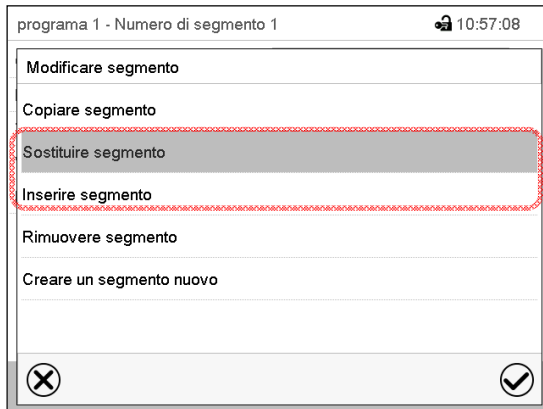 programa 1 - Numero di segmento 1 10:57:08
Modificare segmento
Copiare segmento
Sostituire segmento
Inserire segmento
Rimuovere segmento
Creare un segmento nuovo